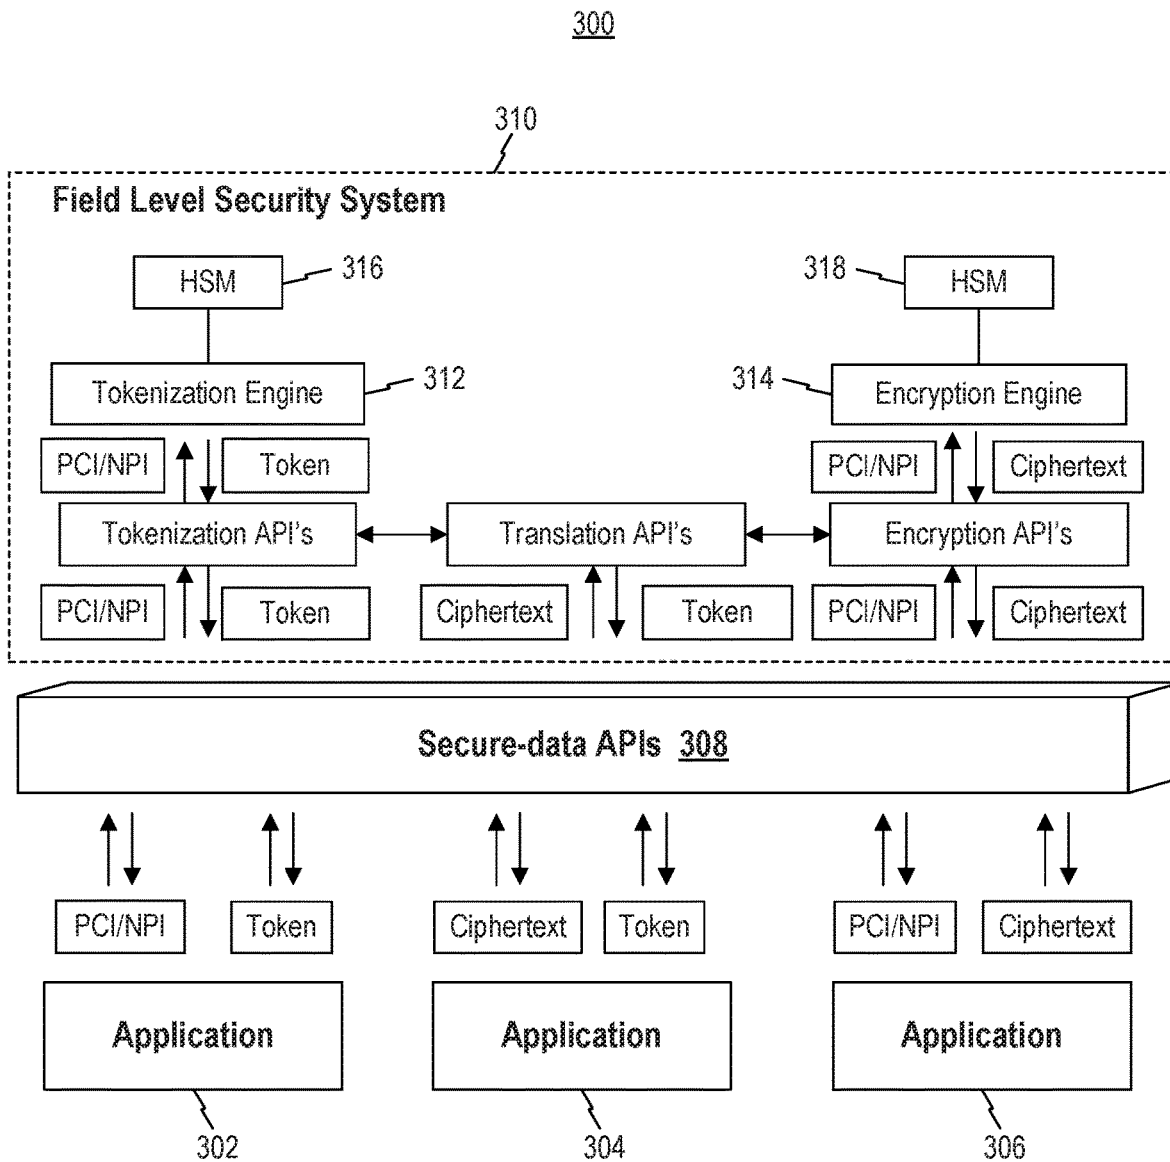 300
310
Field Level Security System
HSM 316 318 HSM
Tokenization Engine 312 314 Encryption Engine
PCI/NPI Token PCI/NPI Ciphertext
Tokenization API's Translation API's Encryption API's
PCI/NPI Token Ciphertext Token PCI/NPI Ciphertext
Secure-data APIs 308
PCI/NPI Token Ciphertext Token PCI/NPI Ciphertext
Application Application Application
302 304 306